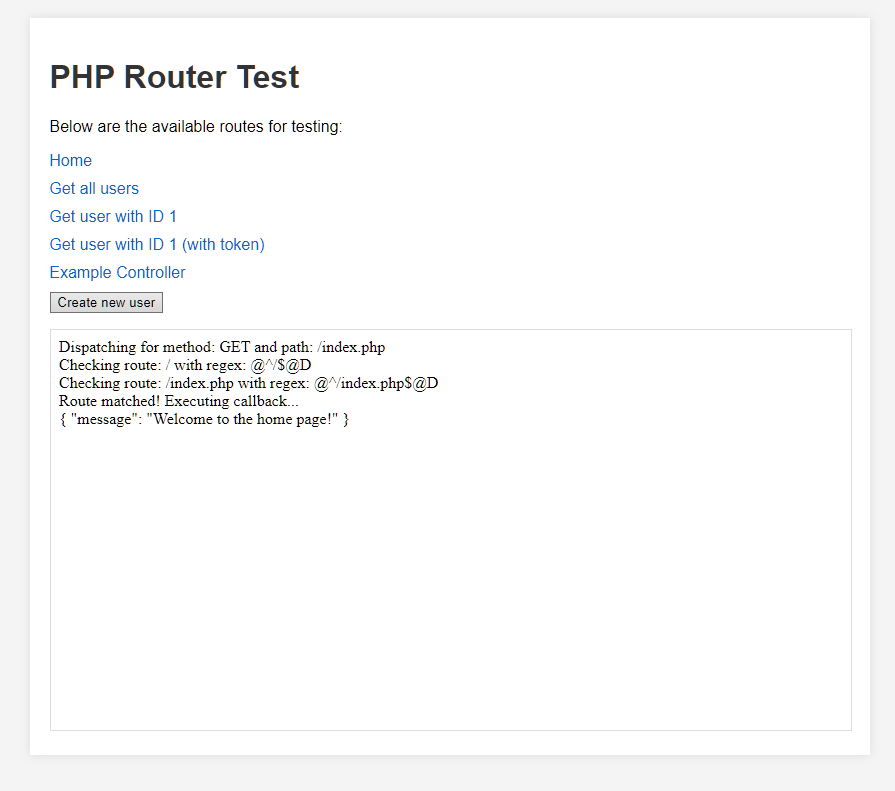 PHP Router Test
Below are the available routes for testing:
Home
Get all users
Get user with ID 1
Get user with ID 1 (with token)
Example Controller
Create new user
Dispatching for method: GET and path: /index.php
Checking route: / with regex: @^/$@D
Checking route: /index.php with regex: @^/index.php$@D
Route matched! Executing callback...
{ "message": "Welcome to the home page!" }